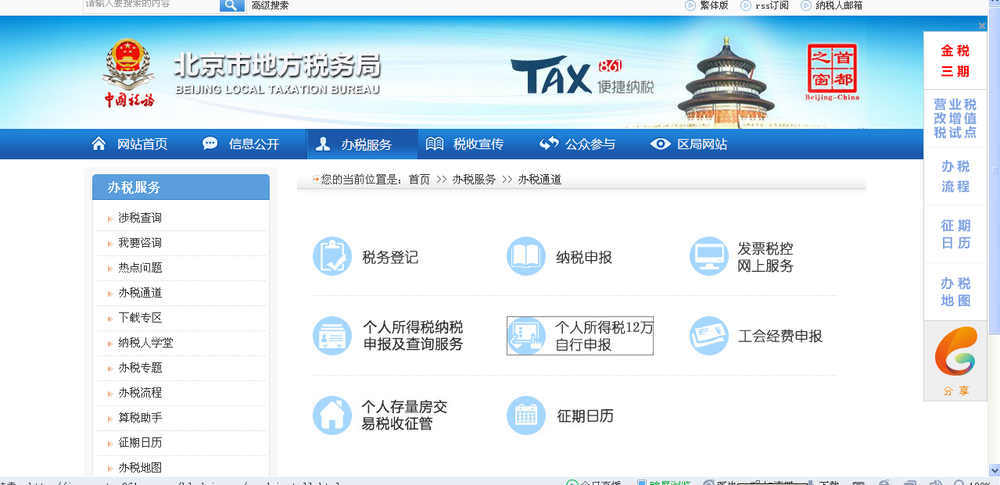 请输入要搜索的内容
高级搜索
繁体版
rss订阅
纳税人邮箱
中国税务
北京市地方税务局
BEIJING LOCAL TAXATION BUREAU
TAX 861
便捷纳税
首都之窗
Beijing-China
网站首页
信息公开
办税服务
税收宣传
公众参与
区局网站
办税服务
涉税查询
我要咨询
热点问题
办税通道
下载专区
纳税人学堂
办税专题
办税流程
算税助手
征期日历
办税地图
您的当前位置是：首页 >> 办税服务 >> 办税通道
税务登记
纳税申报
发票税控
网上服务
个人所得税纳税
申报及查询服务
个人所得税12万
自行申报
工会经费申报
个人存量房交
易税收征管
征期日历
金税
三期
营业税
改增值
税试点
办税
流程
征期
日历
办税
地图
分享